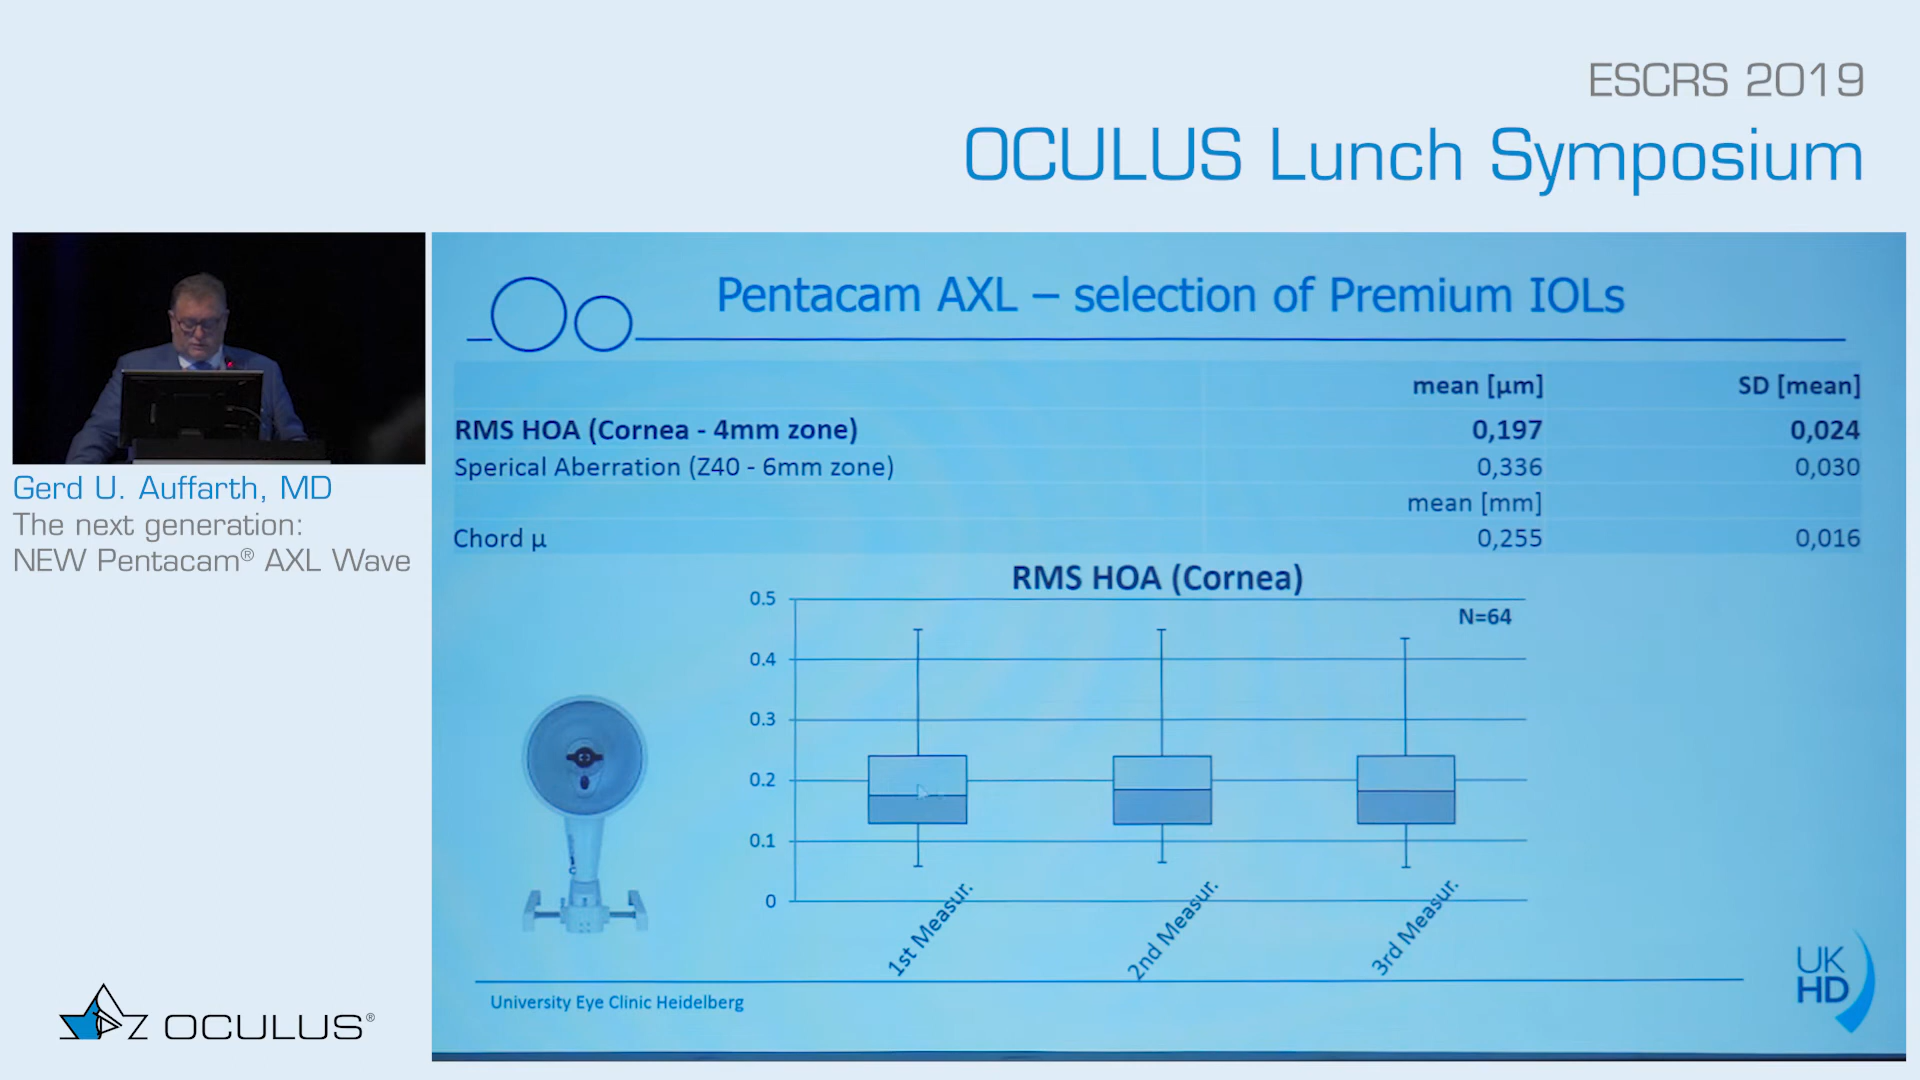 ESCRS 2019
OCULUS Lunch Symposium
Gerd U. Auffarth, MD
The next generation:
NEW Pentacam® AXL Wave
OCULUS®
Pentacam AXL – selection of Premium IOLs
mean [µm] SD [mean]
RMS HOA (Cornea - 4mm zone) 0,197 0,024
Sperical Aberration (Z40 - 6mm zone) 0,336 0,030
mean [mm]
Chord µ 0,255 0,016
RMS HOA (Cornea)
N=64
0.5
0.4
0.3
0.2
0.1
0
1st Measur.
2nd Measur.
3rd Measur.
University Eye Clinic Heidelberg
UK
HD